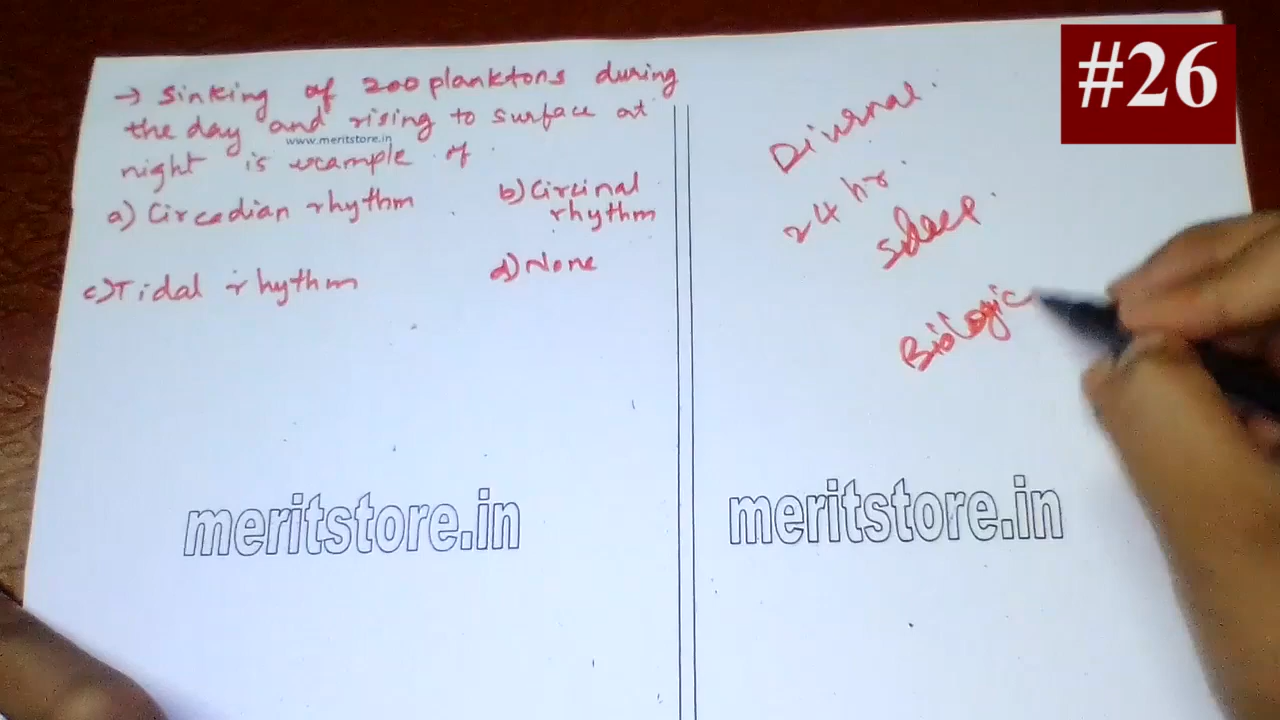 #26
→ Sinking of zooplanktons during
the day and rising to surface at
www.meritstore.in
night is example of
a) Circadian rhythm
b) Circinal
rhythm
c) Tidal rhythm
d) None
Diurnal.
24 hr.
sleep.
Biologic
meritstore.in
meritstore.in